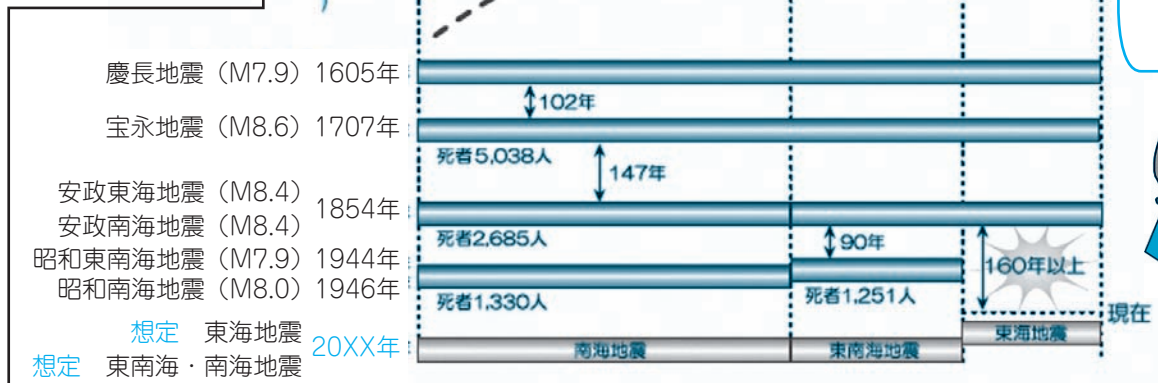 慶長地震（M7.9）1605年
102年
宝永地震（M8.6）1707年
死者5,038人
147年
安政東海地震（M8.4）
安政南海地震（M8.4）
1854年
死者2,685人
90年
160年以上
昭和東南海地震（M7.9）1944年
昭和南海地震（M8.0）1946年
死者1,330人
死者1,251人
現在
想定 東海地震
想定 東南海・南海地震
20XX年
南海地震
東南海地震
東海地震